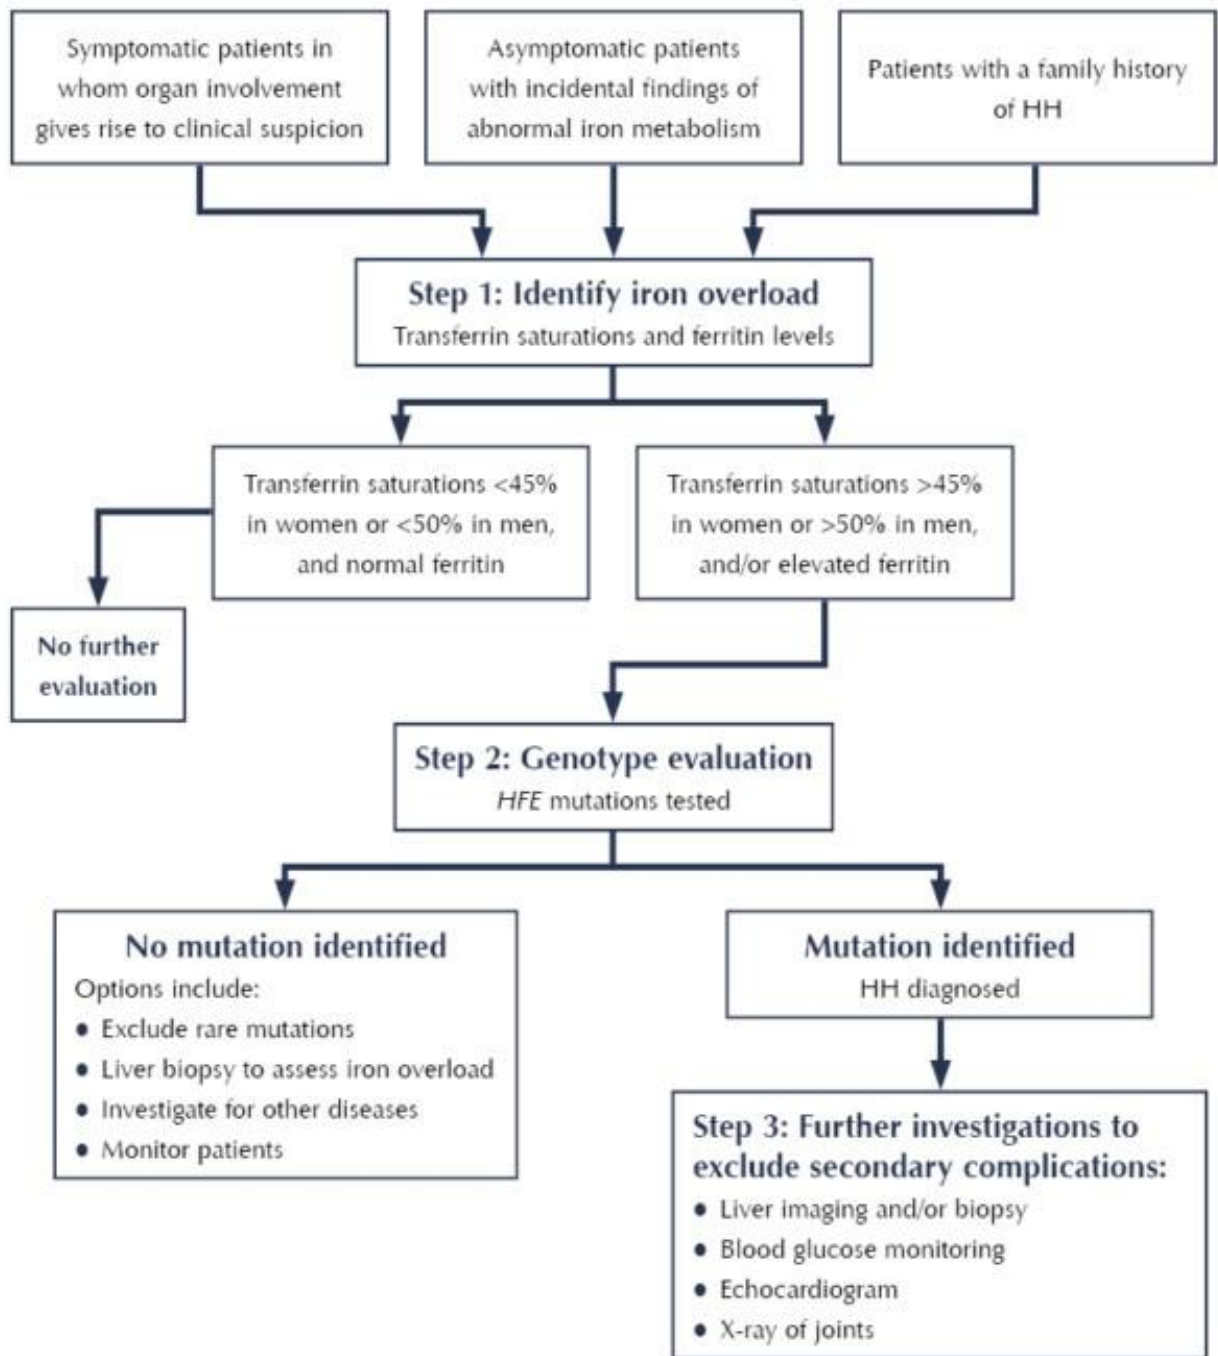 Symptomatic patients in
whom organ involvement
gives rise to clinical suspicion
Asymptomatic patients
with incidental findings of
abnormal iron metabolism
Patients with a family history
of HH
Step 1: Identify iron overload
Transferrin saturations and ferritin levels
Transferrin saturations <45%
in women or <50% in men,
and normal ferritin
Transferrin saturations >45%
in women or >50% in men,
and/or elevated ferritin
No further
evaluation
Step 2: Genotype evaluation
HFE mutations tested
No mutation identified
Options include:
● Exclude rare mutations
● Liver biopsy to assess iron overload
● Investigate for other diseases
● Monitor patients
Mutation identified
HH diagnosed
Step 3: Further investigations to
exclude secondary complications:
● Liver imaging and/or biopsy
● Blood glucose monitoring
● Echocardiogram
● X-ray of joints